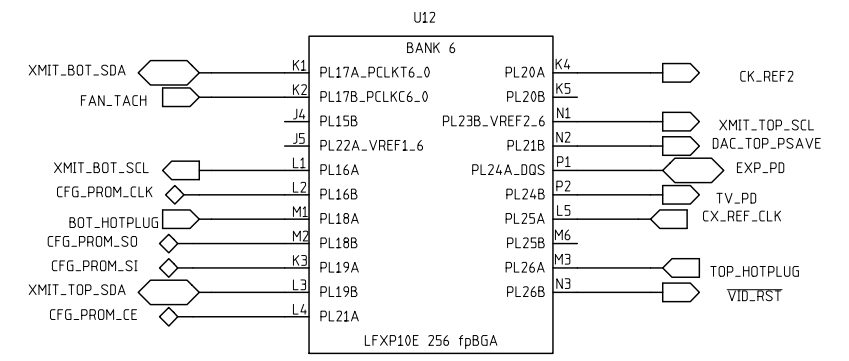 U12
BANK 6
XMIT_BOT_SDA K1 PL17A_PCLKT6_0 PL20A K4 CK_REF2
FAN_TACH K2 PL17B_PCLKC6_0 PL20B K5
J4 PL15B PL23B_VREF2_6 N1 XMIT_TOP_SCL
J5 PL22A_VREF1_6 PL21B N2 DAC_TOP_PSAVE
XMIT_BOT_SCL L1 PL16A PL24A_DQS P1 EXP_PD
CFG_PROM_CLK L2 PL16B PL24B P2 TV_PD
BOT_HOTPLUG M1 PL18A PL25A L5 CX_REF_CLK
CFG_PROM_SO M2 PL18B PL25B M6
CFG_PROM_SI K3 PL19A PL26A M3 TOP_HOTPLUG
XMIT_TOP_SDA L3 PL19B PL26B N3 VID_RST
CFG_PROM_CE L4 PL21A
LFXP10E 256 fpBGA